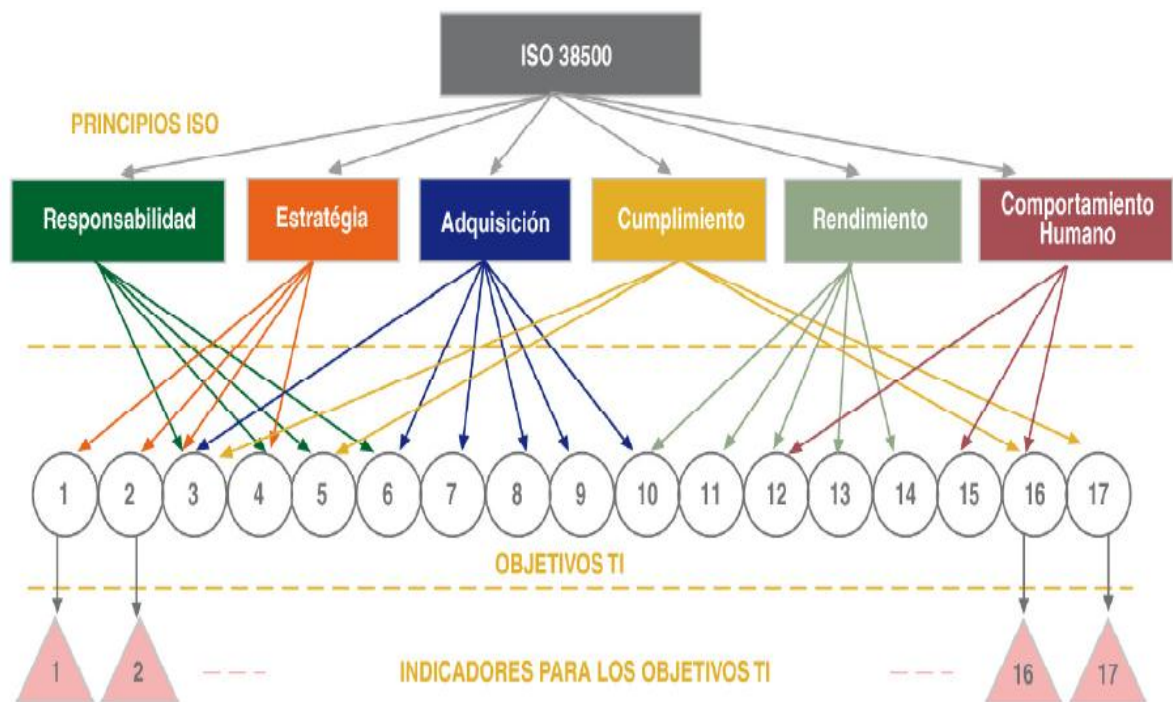 ISO 38500
PRINCIPIOS ISO
Responsabilidad
Estratégia
Adquisición
Cumplimiento
Rendimiento
Comportamiento
Humano
1 2 3 4 5 6 7 8 9 10 11 12 13 14 15 16 17
OBJETIVOS TI
1 2 INDICADORES PARA LOS OBJETIVOS TI 16 17